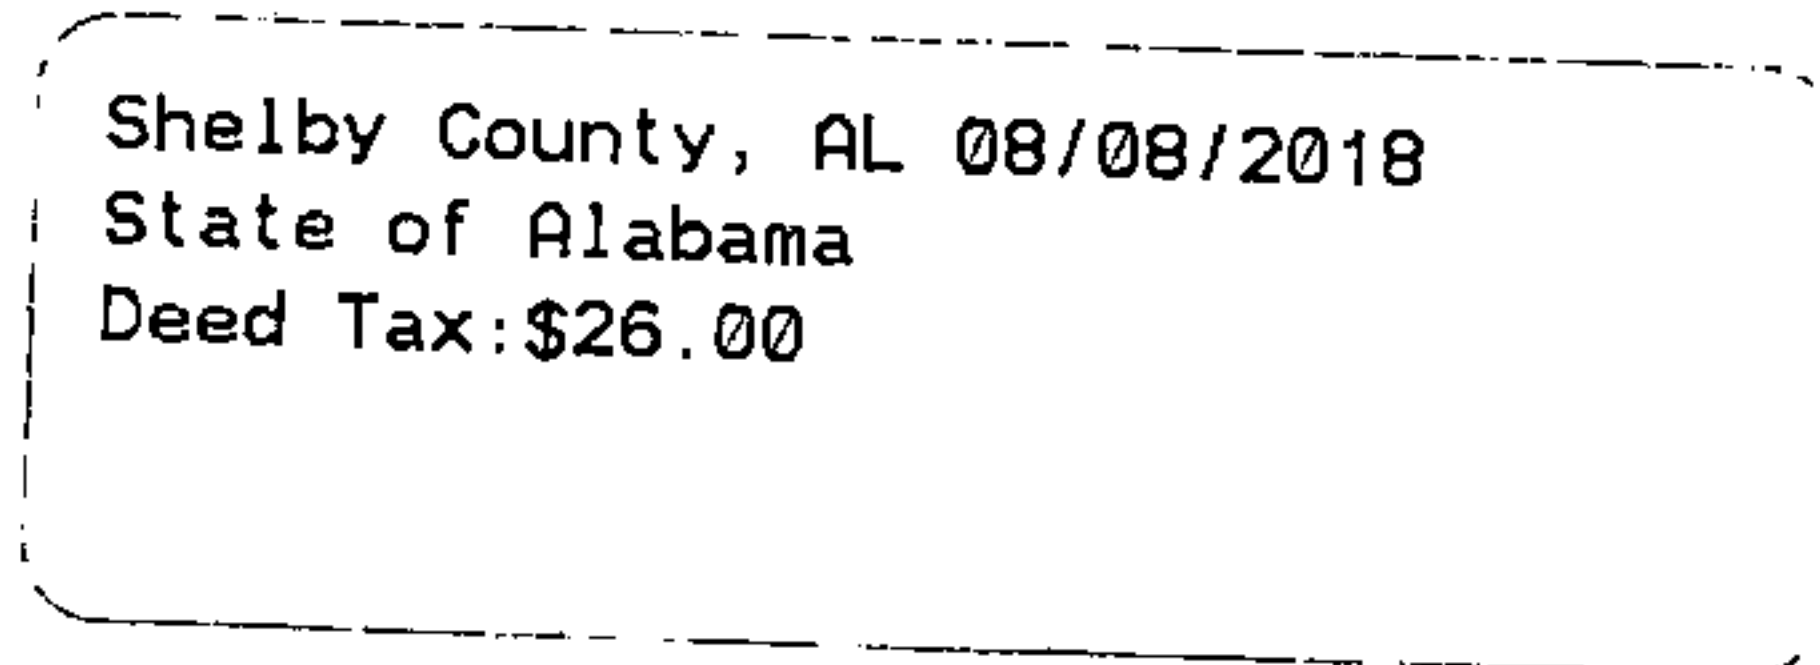 Shelby County, AL 08/08/2018
State of Alabama
Deed Tax:$26.00